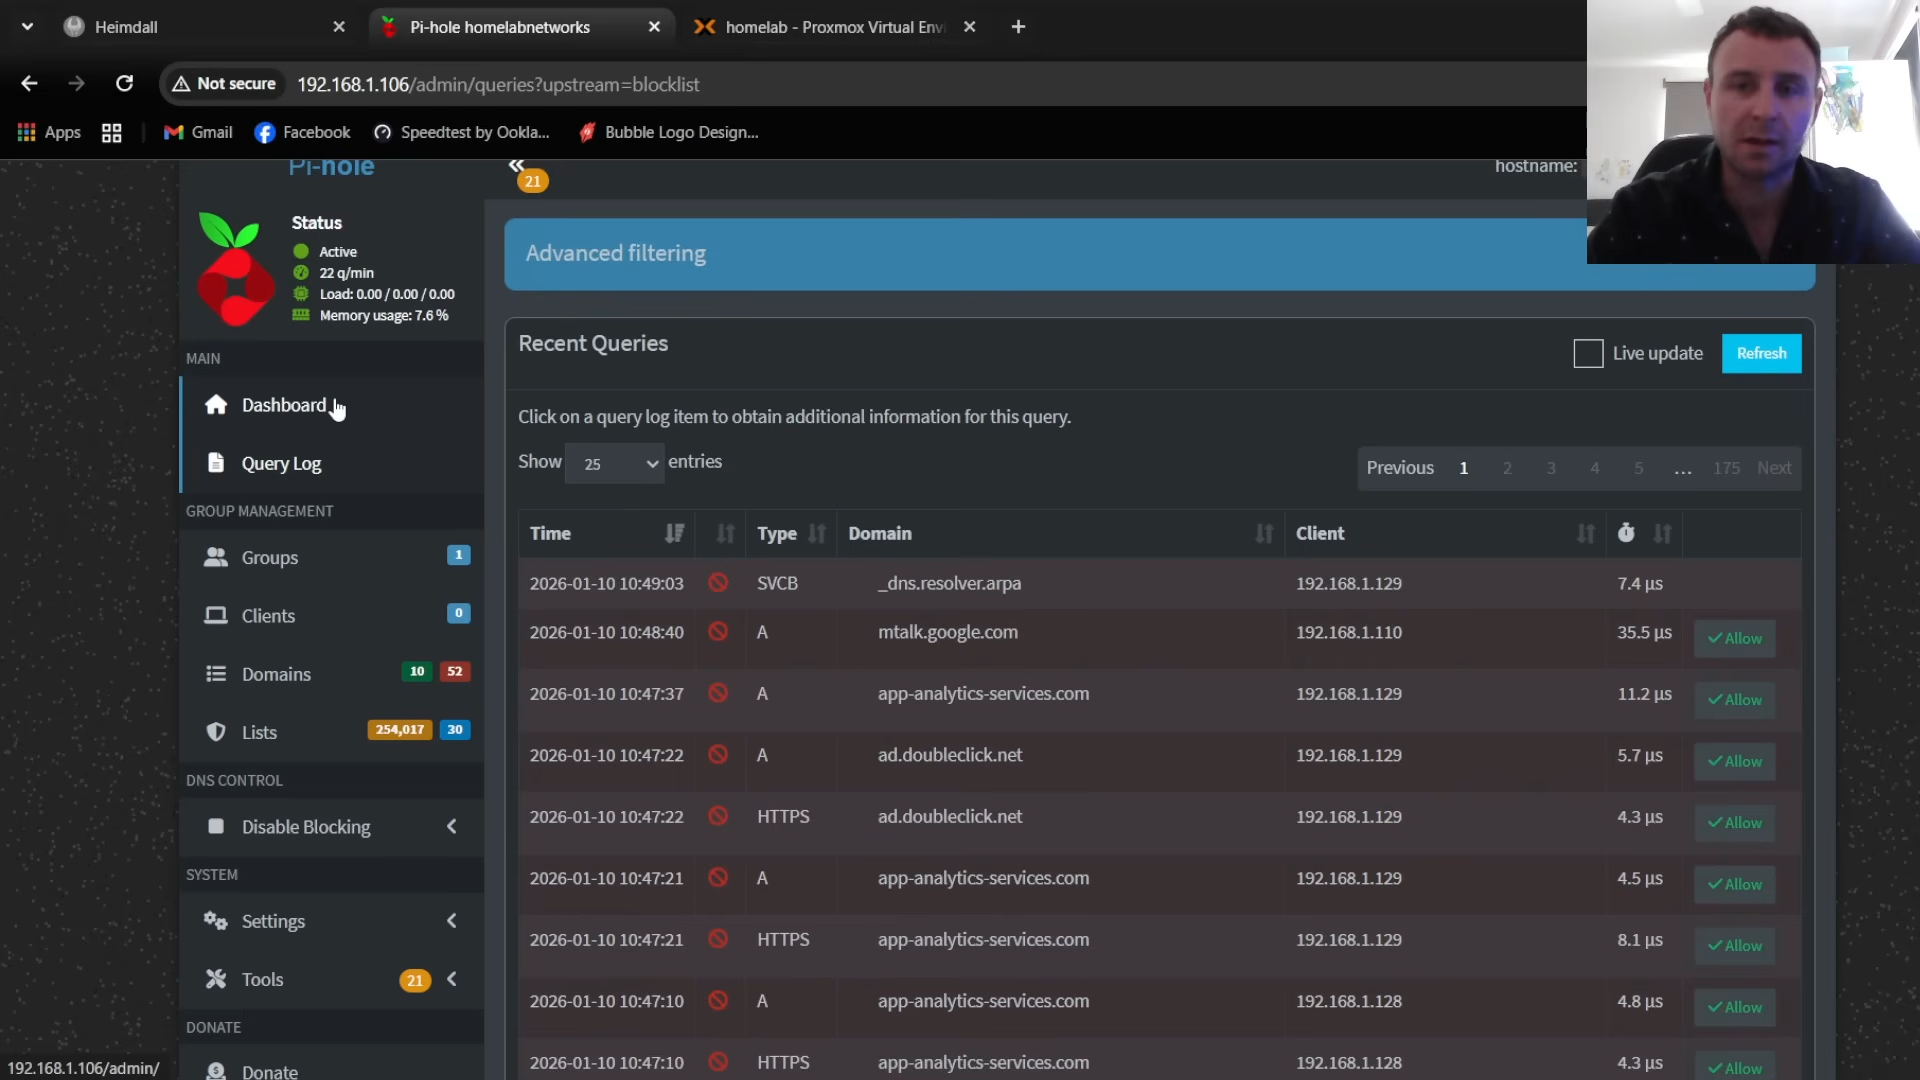 Heimdall
Pi-hole homelabnetworks
homelab - Proxmox Virtual Envi
Not secure
192.168.1.106/admin/queries?upstream=blocklist
Apps
Gmail
Facebook
Speedtest by Ookla...
Bubble Logo Design...
Pi-hole
21
hostname:
Status
Active
22 q/min
Load: 0.00 / 0.00 / 0.00
Memory usage: 7.6 %
MAIN
Dashboard
Query Log
GROUP MANAGEMENT
Groups 1
Clients 0
Domains 10 52
Lists 254,017 30
DNS CONTROL
Disable Blocking
SYSTEM
Settings
Tools 21
DONATE
Donate
192.168.1.106/admin/
Advanced filtering
Recent Queries
Live update
Refresh
Click on a query log item to obtain additional information for this query.
Show 25 entries
Previous 1 2 3 4 5 ... 175 Next
Time Type Domain Client
2026-01-10 10:49:03 SVCB _dns.resolver.arpa 192.168.1.129 7.4 µs
2026-01-10 10:48:40 A mtalk.google.com 192.168.1.110 35.5 µs Allow
2026-01-10 10:47:37 A app-analytics-services.com 192.168.1.129 11.2 µs Allow
2026-01-10 10:47:22 A ad.doubleclick.net 192.168.1.129 5.7 µs Allow
2026-01-10 10:47:22 HTTPS ad.doubleclick.net 192.168.1.129 4.3 µs Allow
2026-01-10 10:47:21 A app-analytics-services.com 192.168.1.129 4.5 µs Allow
2026-01-10 10:47:21 HTTPS app-analytics-services.com 192.168.1.129 8.1 µs Allow
2026-01-10 10:47:10 A app-analytics-services.com 192.168.1.128 4.8 µs Allow
2026-01-10 10:47:10 HTTPS app-analytics-services.com 192.168.1.128 4.3 µs Allow